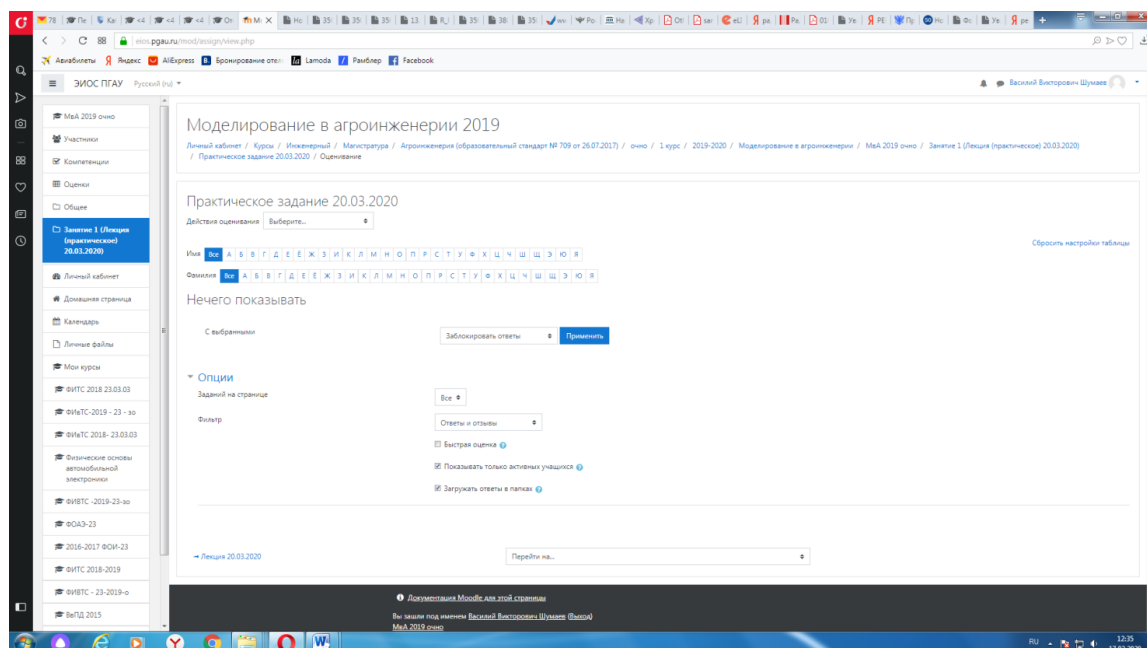 eios.pgau.ru/mod/assign/view.php
Авиабилеты Яндекс AliExpress Бронирование отел Lamoda Рамблер Facebook
ЭИОС ПГАУ Русский (ru)
Василий Викторович Шумаев
МвА 2019 очно
Участники
Компетенции
Оценки
Общее
Занятие 1 (Лекция
(практическое)
20.03.2020)
Личный кабинет
Домашняя страница
Календарь
Личные файлы
Мои курсы
ФИТС 2018 23.03.03
ФИвТС-2019 - 23 - зо
ФИвТС 2018- 23.03.03
Физические основы
автомобильной
электроники
ФИВТС -2019-23-зо
ФОАЭ-23
2016-2017 ФОИ-23
ФИТС 2018-2019
ФИВТС - 23-2019-о
ВвПД 2015
Моделирование в агроинженерии 2019
Личный кабинет / Курсы / Инженерный / Магистратура / Агроинженерия (образовательный стандарт № 709 от 26.07.2017) / очно / 1 курс / 2019-2020 / Моделирование в агроинженерии / МвА 2019 очно / Занятие 1 (Лекция (практическое) 20.03.2020)
/ Практическое задание 20.03.2020 / Оценивание
Практическое задание 20.03.2020
Действия оценивания Выберите...
Сбросить настройки таблицы
Имя Все А Б В Г Д Е Ё Ж З И К Л М Н О П Р С Т У Ф Х Ц Ч Ш Щ Э Ю Я
Фамилия Все А Б В Г Д Е Ё Ж З И К Л М Н О П Р С Т У Ф Х Ц Ч Ш Щ Э Ю Я
Нечего показывать
С выбранными Заблокировать ответы Применить
Опции
Заданий на странице Все
Фильтр Ответы и отзывы
Быстрая оценка
Показывать только активных учащихся
Загружать ответы в папках
→ Лекция 20.03.2020 Перейти на...
Документация Moodle для этой страницы
Вы зашли под именем Василий Викторович Шумаев (Выход)
МвА 2019 очно
RU 12:35